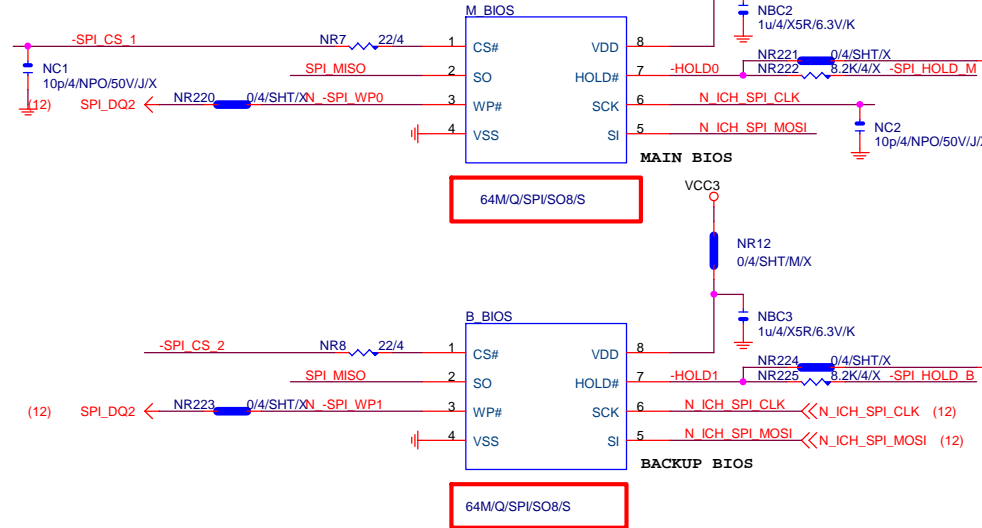 M_BIOS
NBC2
1u/4/X5R/6.3V/K
-SPI_CS_1
NR7 22/4
1 CS#
VDD 8
NR221 0/4/SHT/X
NC1
10p/4/NPO/50V/J/X
SPI_MISO
2 SO
HOLD# 7
-HOLD0
NR222 8.2K/4/X -SPI_HOLD_M
(12) SPI_DQ2
NR220 0/4/SHT/X
N_-SPI_WP0
3 WP#
SCK 6
N_ICH_SPI_CLK
4 VSS
SI 5
N_ICH_SPI_MOSI
NC2
10p/4/NPO/50V/J/
MAIN BIOS
64M/Q/SPI/SO8/S
VCC3
NR12
0/4/SHT/M/X
B_BIOS
NBC3
1u/4/X5R/6.3V/K
-SPI_CS_2
NR8 22/4
1 CS#
VDD 8
NR224 0/4/SHT/X
SPI_MISO
2 SO
HOLD# 7
-HOLD1
NR225 8.2K/4/X -SPI_HOLD_B
(12) SPI_DQ2
NR223 0/4/SHT/X
N_-SPI_WP1
3 WP#
SCK 6
N_ICH_SPI_CLK
N_ICH_SPI_CLK (12)
4 VSS
SI 5
N_ICH_SPI_MOSI
N_ICH_SPI_MOSI (12)
BACKUP BIOS
64M/Q/SPI/SO8/S